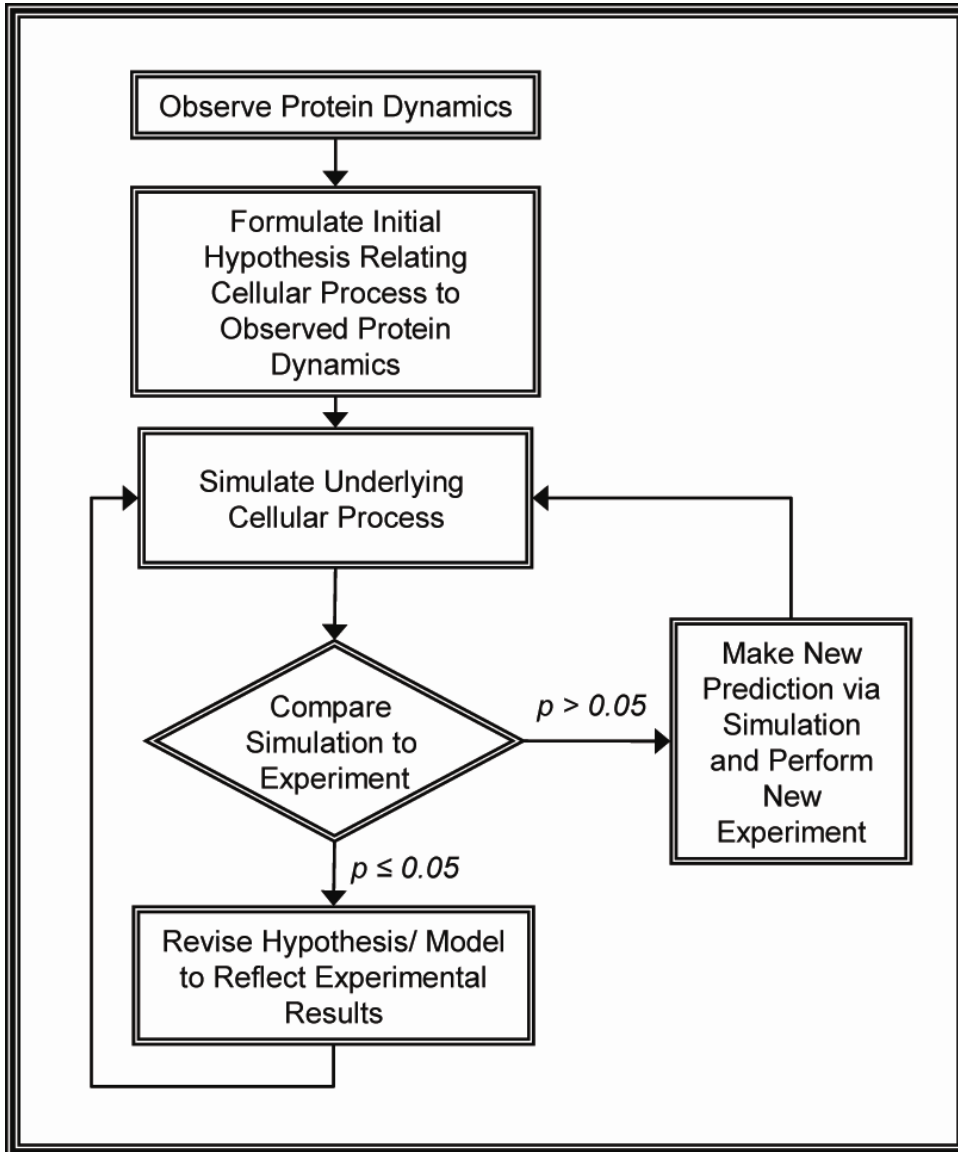 Observe Protein Dynamics
Formulate Initial
Hypothesis Relating
Cellular Process to
Observed Protein
Dynamics
Simulate Underlying
Cellular Process
Compare
Simulation to
Experiment
p > 0.05
Make New
Prediction via
Simulation
and Perform
New
Experiment
p ≤ 0.05
Revise Hypothesis/ Model
to Reflect Experimental
Results